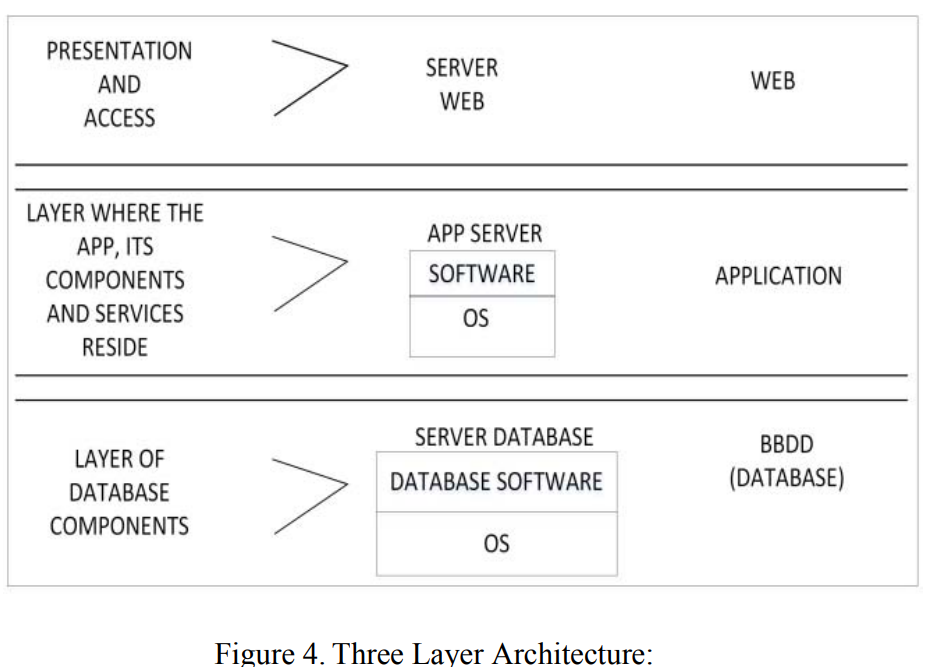 PRESENTATION
AND
ACCESS
SERVER
WEB
WEB
LAYER WHERE THE
APP, ITS
COMPONENTS
AND SERVICES
RESIDE
APP SERVER
SOFTWARE
OS
APPLICATION
LAYER OF
DATABASE
COMPONENTS
SERVER DATABASE
DATABASE SOFTWARE
OS
BBDD
(DATABASE)
Figure 4. Three Layer Architecture: